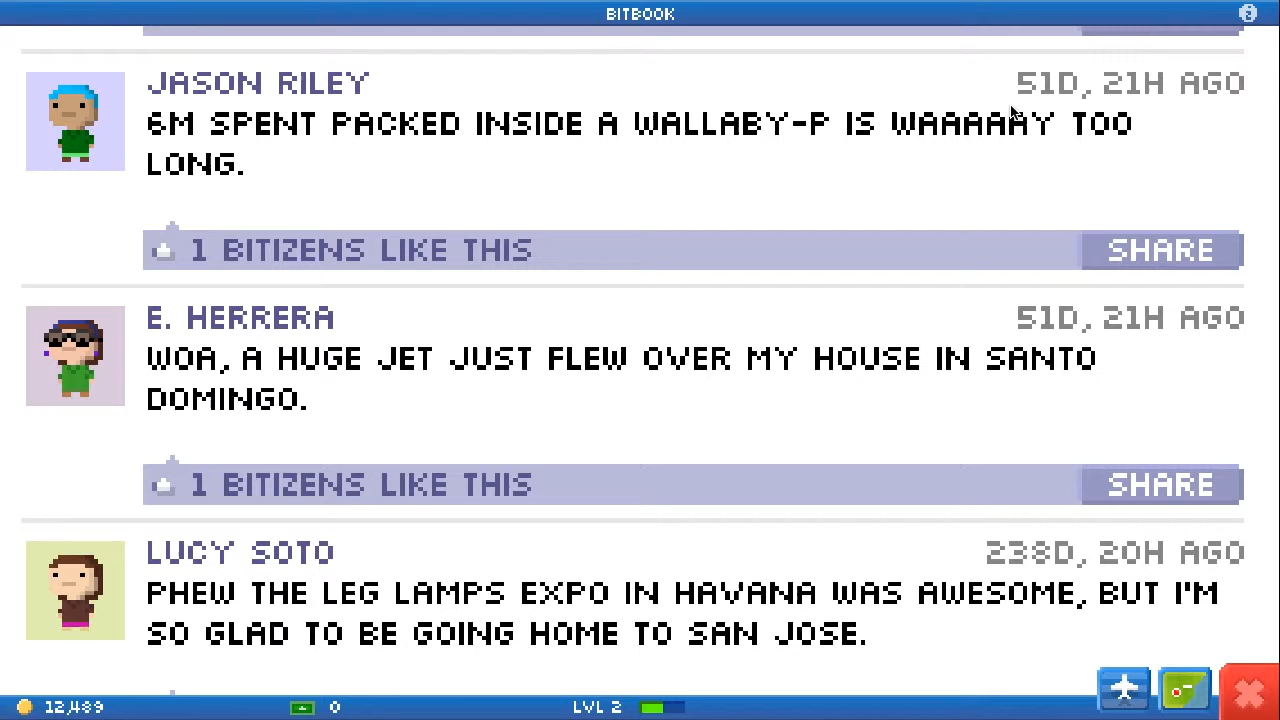 BITBOOK
JASON RILEY
51D, 21H AGO
6M SPENT PACKED INSIDE A WALLABY-P IS WAAAAAY TOO
LONG.
1 BITIZENS LIKE THIS
SHARE
E. HERRERA
51D, 21H AGO
WOA, A HUGE JET JUST FLEW OVER MY HOUSE IN SANTO
DOMINGO.
1 BITIZENS LIKE THIS
SHARE
LUCY SOTO
238D, 20H AGO
PHEW THE LEG LAMPS EXPO IN HAVANA WAS AWESOME, BUT I'M
SO GLAD TO BE GOING HOME TO SAN JOSE.
12,489
0
LVL 2